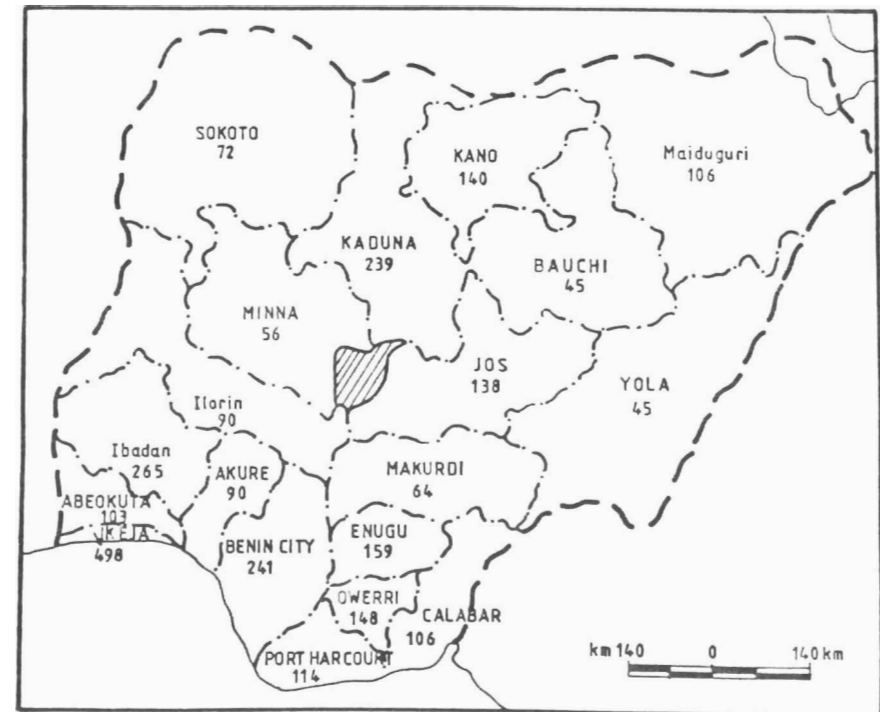 SOKOTO
72
KANO
140
Maiduguri
106
KADUNA
239
BAUCHI
45
MINNA
56
JOS
138
YOLA
45
Ilorin
90
Ibadan
265
AKURE
90
MAKURDI
64
ABEOKUTA
103
IKEJA
498
BENIN CITY
241
ENUGU
159
OWERRI
148
CALABAR
106
PORT HARCOURT
114
km 140 0 140 km